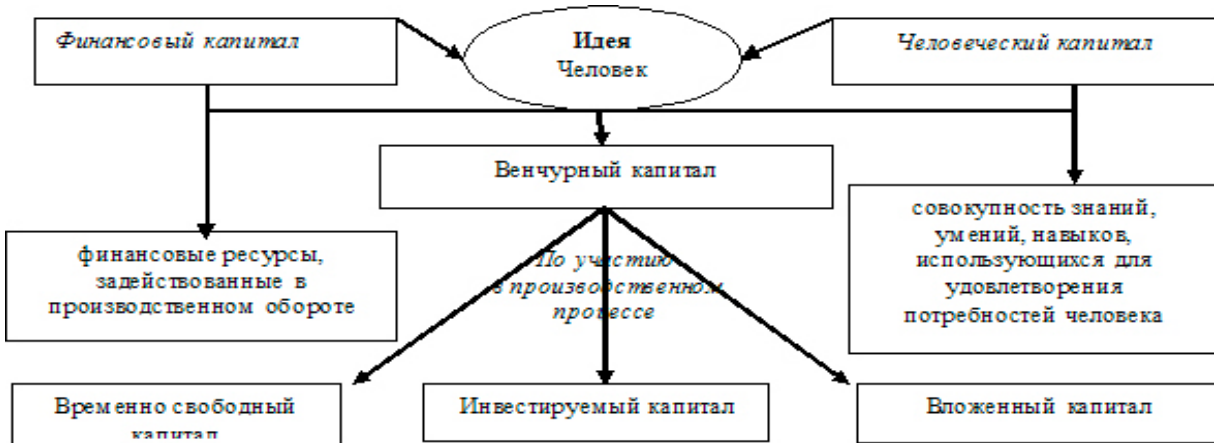 Финансовый капитал
Идея
Человек
Человеческий капитал
Венчурный капитал
финансовые ресурсы,
задействованные в
производственном обороте
По участию
в производственном
процессе
совокупность знаний,
умений, навыков,
использующихся для
удовлетворения
потребностей человека
Временно свободный
капитал
Инвестируемый капитал
Вложенный капитал